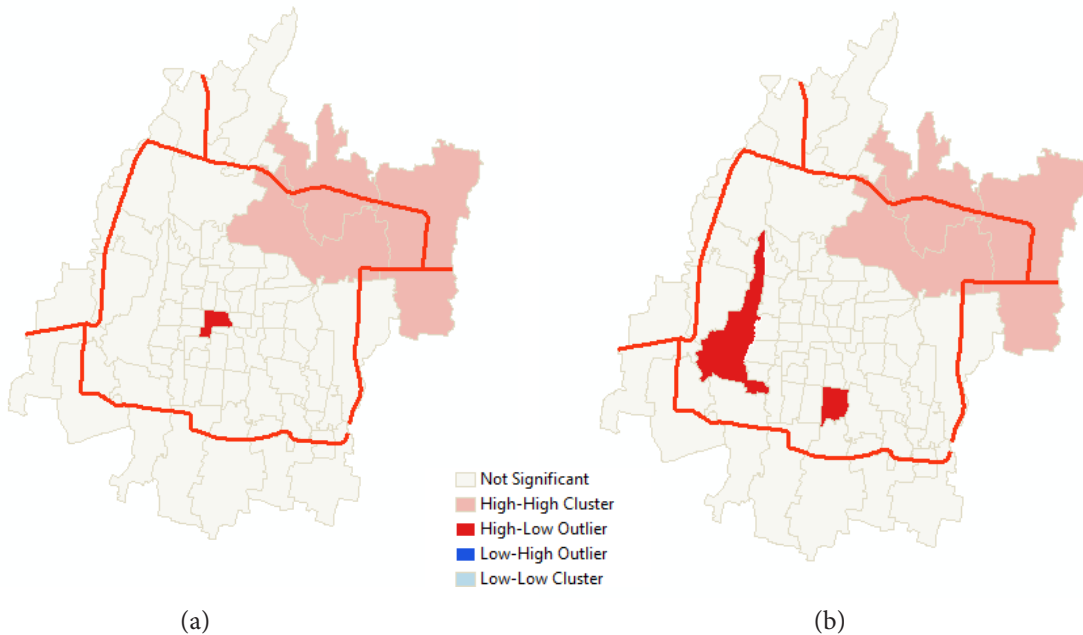 Not Significant
High-High Cluster
High-Low Outlier
Low-High Outlier
Low-Low Cluster
(a)
(b)